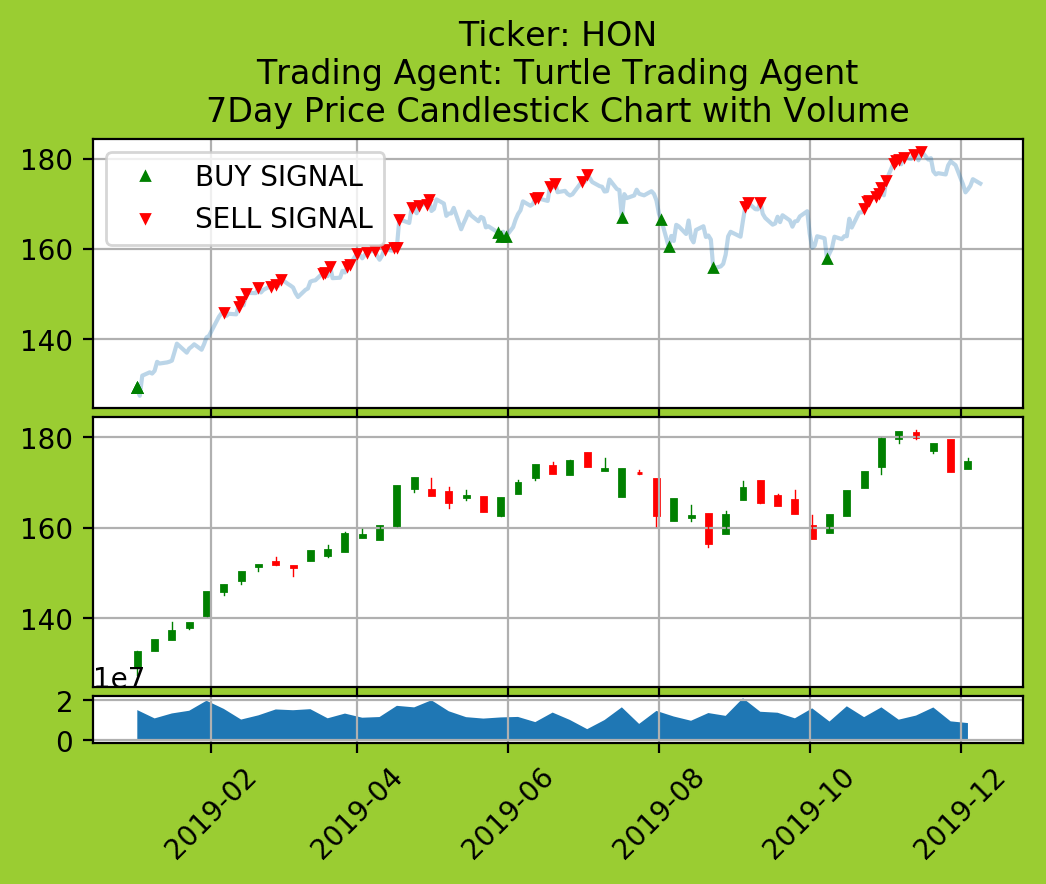 Ticker: HON
Trading Agent: Turtle Trading Agent
7Day Price Candlestick Chart with Volume
180
160
140
BUY SIGNAL
SELL SIGNAL
180
160
140
1e7
2
0
2019-02
2019-04
2019-06
2019-08
2019-10
2019-12